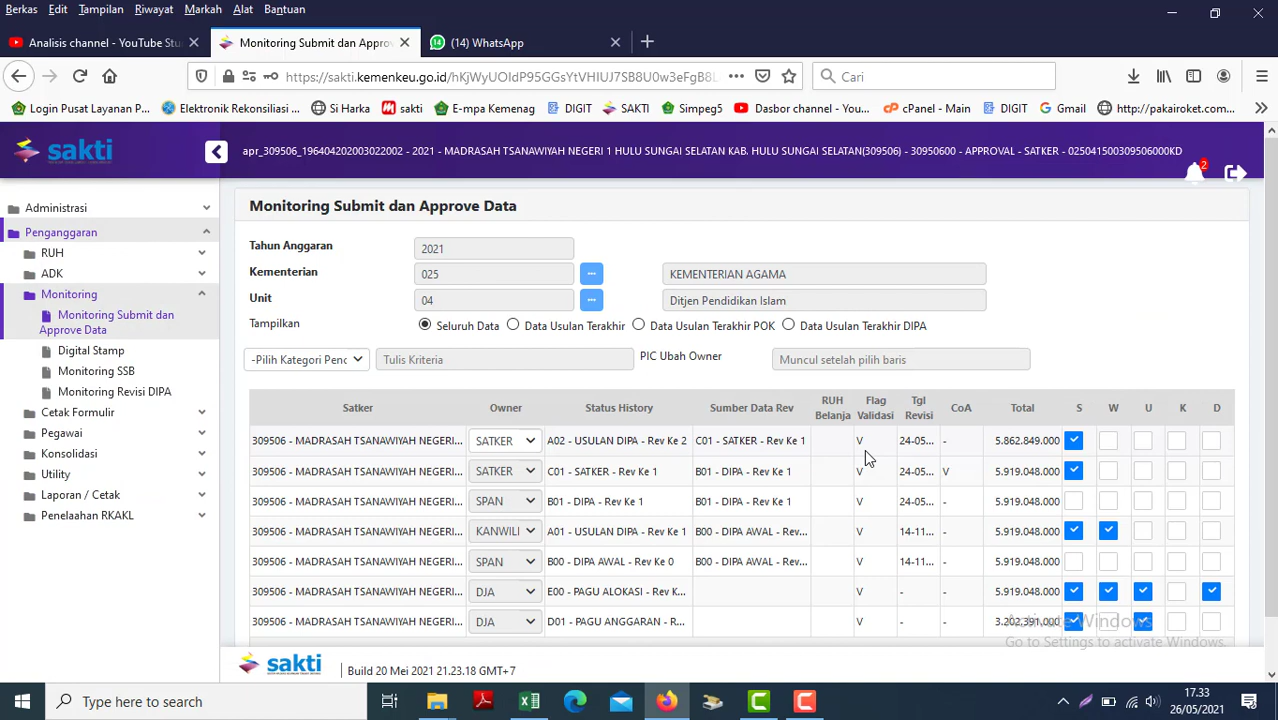 Berkas Edit Tampilan Riwayat Markah Alat Bantuan
Analisis channel - YouTube Stu
Monitoring Submit dan Approv
(14) WhatsApp
https://sakti.kemenkeu.go.id/hKjWyUOIdP95GGsYtVHIUJ7SB8U0w3eFgB8L
Cari
Login Pusat Layanan P...
Elektronik Rekonsiliasi ...
Si Harka
sakti
E-mpa Kemenag
DIGIT
SAKTI
Simpeg5
Dasbor channel - You...
cPanel - Main
DIGIT
Gmail
http://pakairoket.com...
sakti
apr_309506_196404202003022002 - 2021 - MADRASAH TSANAWIYAH NEGERI 1 HULU SUNGAI SELATAN KAB. HULU SUNGAI SELATAN(309506) - 30950600 - APPROVAL - SATKER - 025041500309506000KD
2
Administrasi
Penganggaran
RUH
ADK
Monitoring
Monitoring Submit dan
Approve Data
Digital Stamp
Monitoring SSB
Monitoring Revisi DIPA
Cetak Formulir
Pegawai
Konsolidasi
Utility
Laporan / Cetak
Penelaahan RKAKL
Monitoring Submit dan Approve Data
Tahun Anggaran 2021
Kementerian 025 ... KEMENTERIAN AGAMA
Unit 04 ... Ditjen Pendidikan Islam
Tampilkan Seluruh Data Data Usulan Terakhir Data Usulan Terakhir POK Data Usulan Terakhir DIPA
-Pilih Kategori Penc Tulis Kriteria PIC Ubah Owner Muncul setelah pilih baris
Satker Owner Status History Sumber Data Rev RUH Belanja Flag Validasi Tgl Revisi CoA Total S W U K D
309506 - MADRASAH TSANAWIYAH NEGERI... SATKER A02 - USULAN DIPA - Rev Ke 2 C01 - SATKER - Rev Ke 1 V 24-05... - 5.862.849.000
309506 - MADRASAH TSANAWIYAH NEGERI... SATKER C01 - SATKER - Rev Ke 1 B01 - DIPA - Rev Ke 1 V 24-05... V 5.919.048.000
309506 - MADRASAH TSANAWIYAH NEGERI... SPAN B01 - DIPA - Rev Ke 1 B01 - DIPA - Rev Ke 1 V 24-05... - 5.919.048.000
309506 - MADRASAH TSANAWIYAH NEGERI... KANWILI A01 - USULAN DIPA - Rev Ke 1 B00 - DIPA AWAL - Rev... V 14-11... - 5.919.048.000
309506 - MADRASAH TSANAWIYAH NEGERI... SPAN B00 - DIPA AWAL - Rev Ke 0 B00 - DIPA AWAL - Rev... V 14-11... - 5.919.048.000
309506 - MADRASAH TSANAWIYAH NEGERI... DJA E00 - PAGU ALOKASI - Rev K... V - - 5.919.048.000
309506 - MADRASAH TSANAWIYAH NEGERI... DJA D01 - PAGU ANGGARAN - R... V - - 3.202.391.000
Activate Windows
Go to Settings to activate Windows.
sakti Build 20 Mei 2021 21.23.18 GMT+7
Type here to search
17.33
26/05/2021